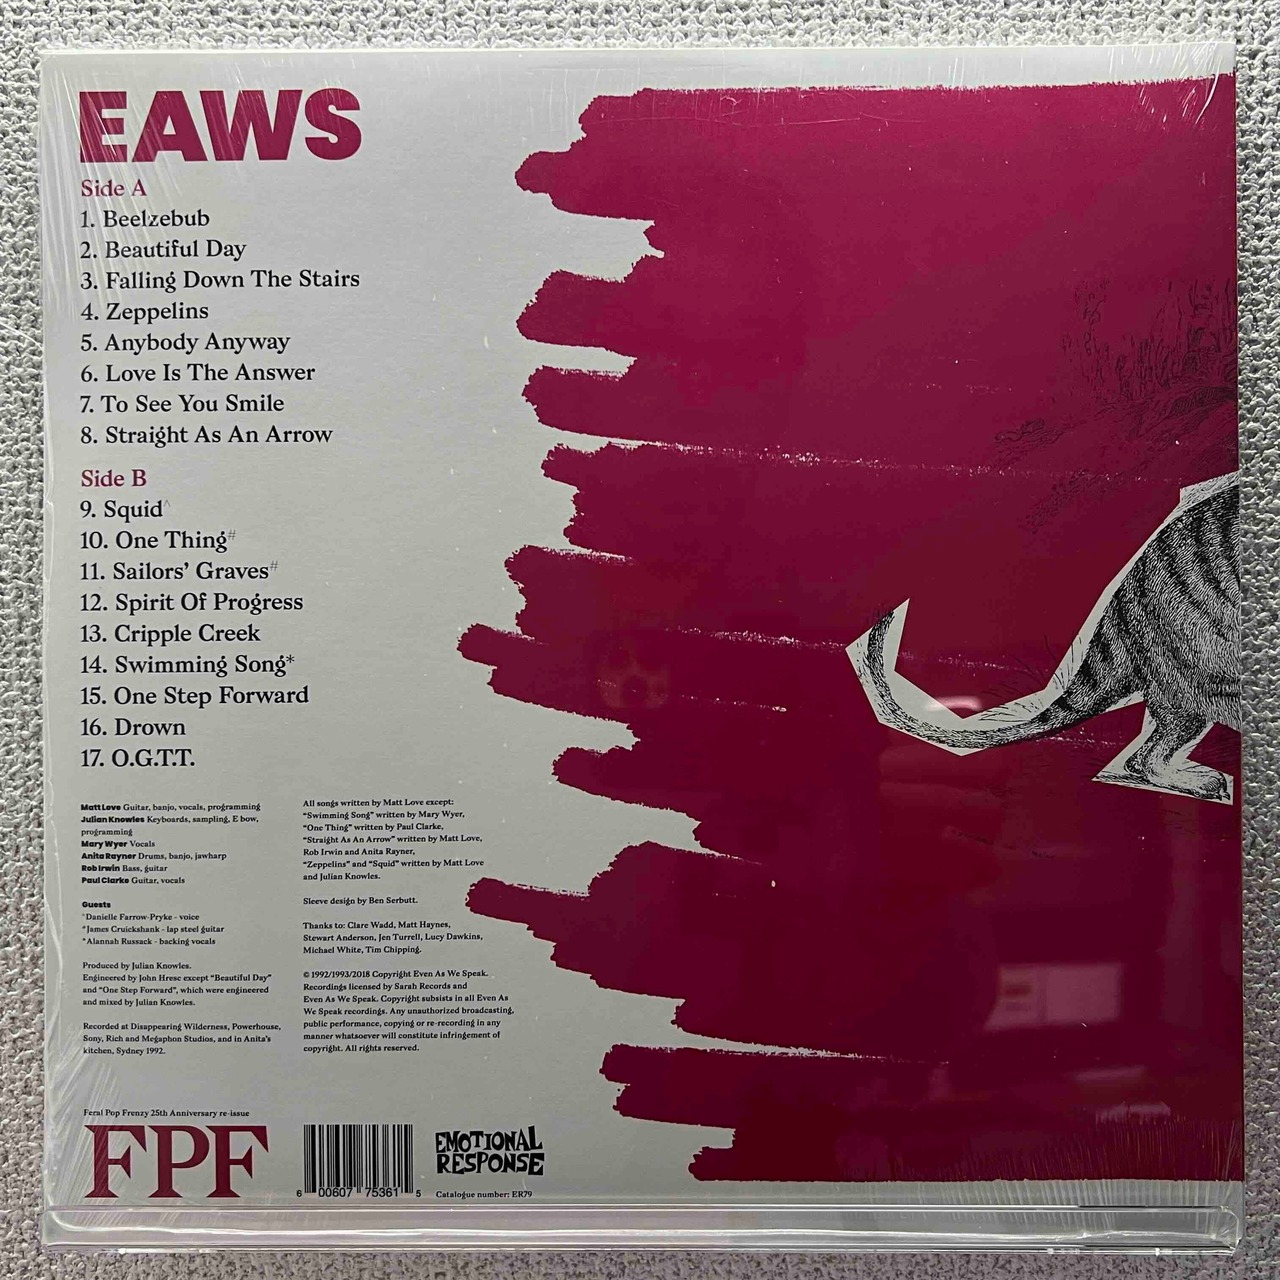 EAWS
Side A
1. Beelzebub
2. Beautiful Day
3. Falling Down The Stairs
4. Zeppelins
5. Anybody Anyway
6. Love Is The Answer
7. To See You Smile
8. Straight As An Arrow
Side B
9. Squid^
10. One Thing#
11. Sailors' Graves#
12. Spirit Of Progress
13. Cripple Creek
14. Swimming Song*
15. One Step Forward
16. Drown
17. O.G.T.T.
Matt Love Guitar, banjo, vocals, programming
Julian Knowles Keyboards, sampling, E bow,
programming
Mary Wyer Vocals
Anita Rayner Drums, banjo, jawharp
Rob Irwin Bass, guitar
Paul Clarke Guitar, vocals
Guests
^Danielle Farrow-Pryke - voice
#James Cruickshank - lap steel guitar
*Alannah Russack - backing vocals
Produced by Julian Knowles.
Engineered by John Hresc except "Beautiful Day"
and "One Step Forward", which were engineered
and mixed by Julian Knowles.
Recorded at Disappearing Wilderness, Powerhouse,
Sony, Rich and Megaphon Studios, and in Anita's
kitchen, Sydney 1992.
All songs written by Matt Love except:
"Swimming Song" written by Mary Wyer,
"One Thing" written by Paul Clarke,
"Straight As An Arrow" written by Matt Love,
Rob Irwin and Anita Rayner,
"Zeppelins" and "Squid" written by Matt Love
and Julian Knowles.
Sleeve design by Ben Serbutt.
Thanks to: Clare Wadd, Matt Haynes,
Stewart Anderson, Jen Turrell, Lucy Dawkins,
Michael White, Tim Chipping.
© 1992/1993/2018 Copyright Even As We Speak.
Recordings licensed by Sarah Records and
Even As We Speak. Copyright subsists in all Even As
We Speak recordings. Any unauthorized broadcasting,
public performance, copying or re-recording in any
manner whatsoever will constitute infringement of
copyright. All rights reserved.
Feral Pop Frenzy 25th Anniversary re-issue
FPF
6 00607 75361 5
EMOTIONAL
RESPONSE
Catalogue number: ER79